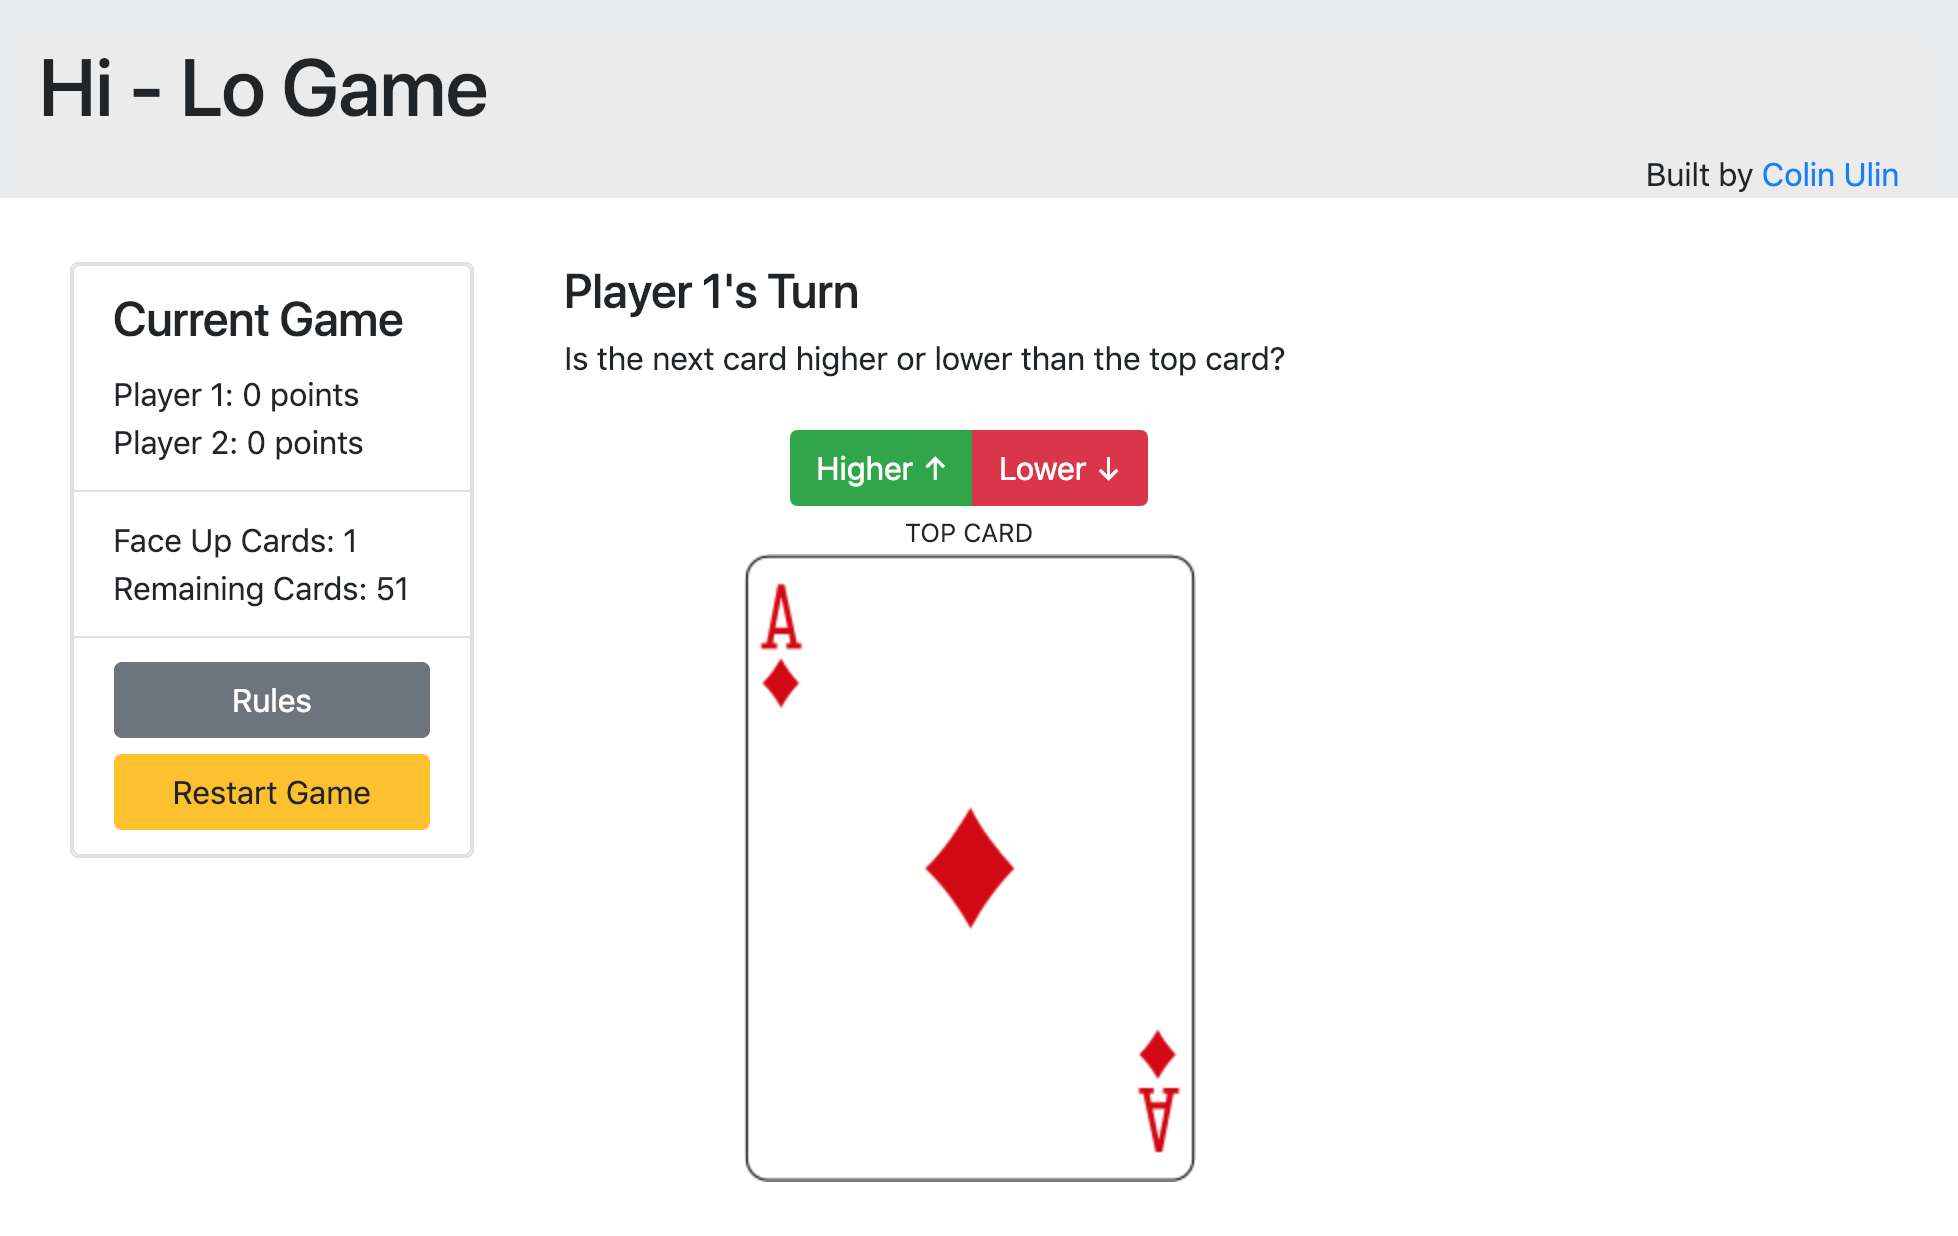 Hi - Lo Game
Built by Colin Ulin
Current Game
Player 1: 0 points
Player 2: 0 points
Face Up Cards: 1
Remaining Cards: 51
Rules
Restart Game
Player 1's Turn
Is the next card higher or lower than the top card?
Higher ↑ Lower ↓
TOP CARD
A
A